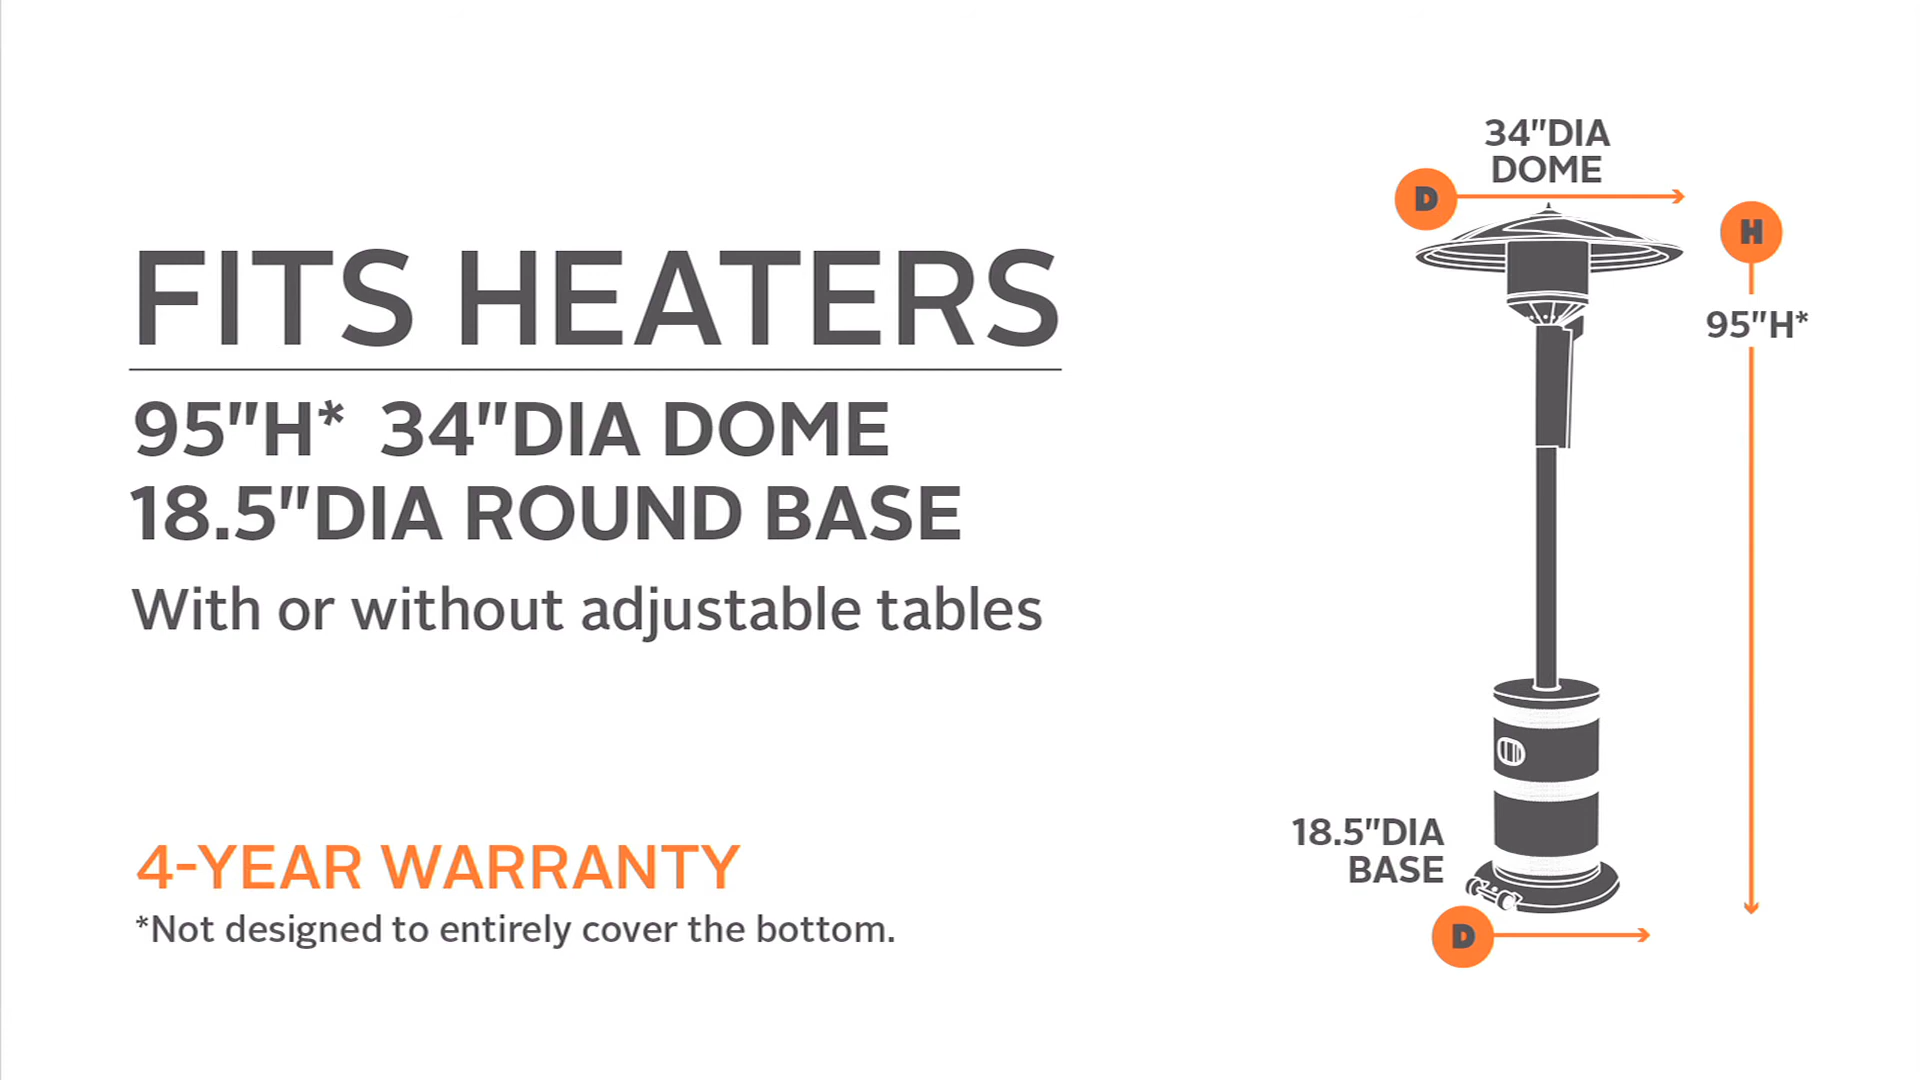 FITS HEATERS
95"H* 34"DIA DOME
18.5"DIA ROUND BASE
With or without adjustable tables
4-YEAR WARRANTY
*Not designed to entirely cover the bottom.
34"DIA
DOME
D
H
95"H*
18.5"DIA
BASE
D